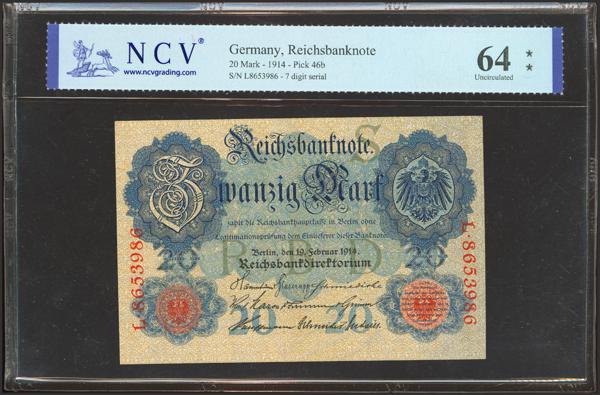 NCV®
www.ncvgrading.com
Germany, Reichsbanknote
20 Mark - 1914 - Pick 46b
S/N L8653986 - 7 digit serial
64
**
Uncirculated
NCV
NCV
Reichsbanknote.
S
Zwanzig Mark
zahlt die Reichsbankhauptkasse in Berlin ohne
Legitimationsprüfung dem Einlieferer dieser Banknote
Berlin, den 19. Februar 1914.
Reichsbankdirektorium
20
20
L·8653986
L·8653986
20
20